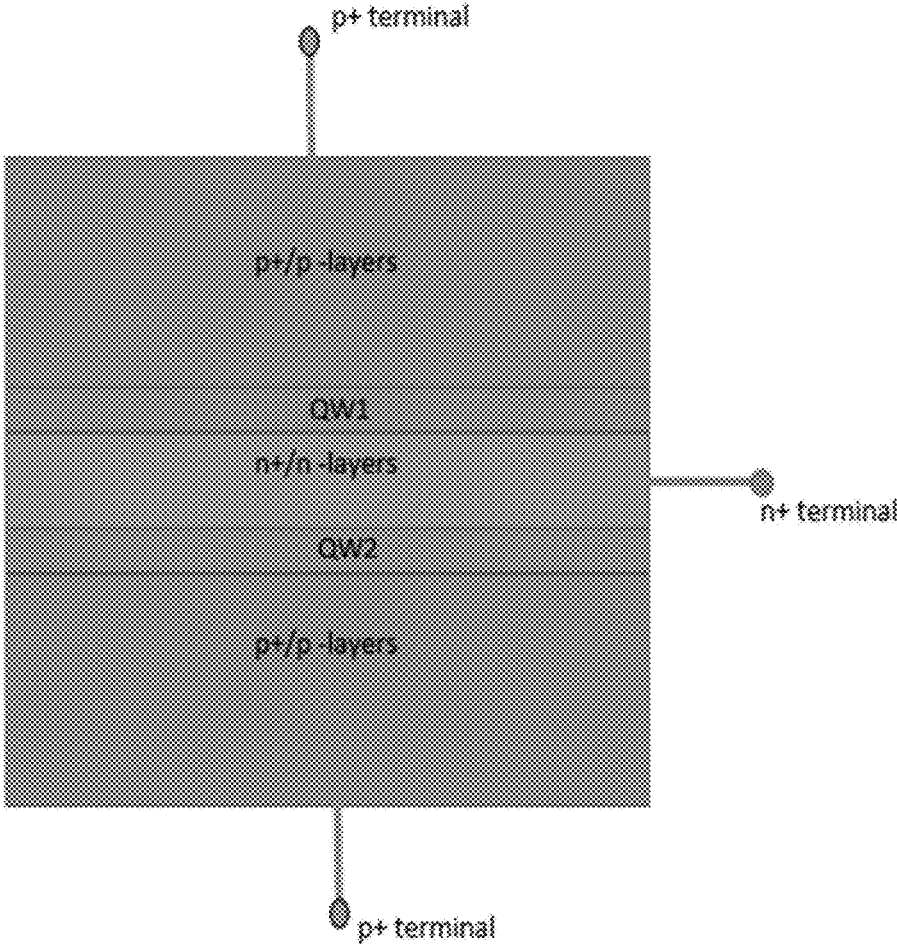 p+ terminal
p+/p -layers
QW1
n+/n -layers
n+ terminal
QW2
p+/p -layers
p+ terminal